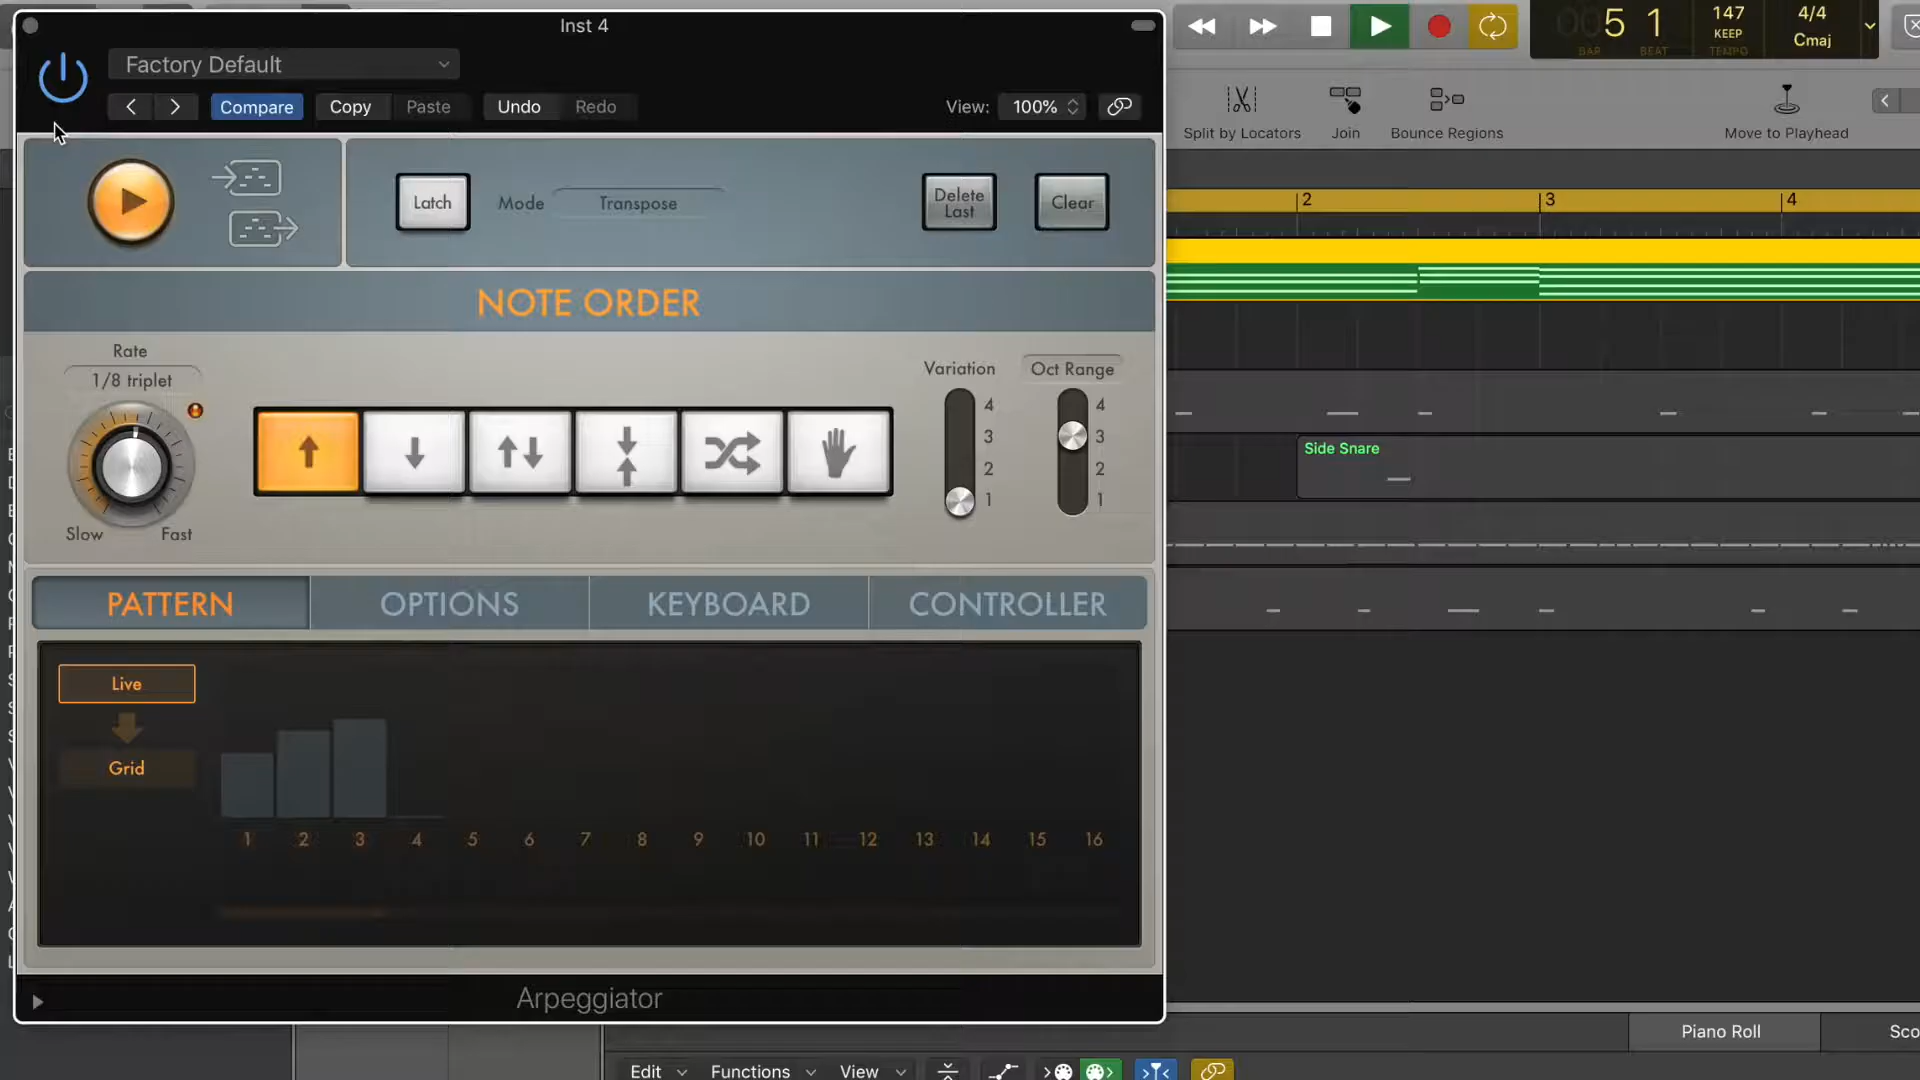 Inst 4
Factory Default
Compare
Copy
Paste
Undo
Redo
View:
100%
Latch
Mode
Transpose
Delete
Last
Clear
NOTE ORDER
Rate
1/8 triplet
Slow
Fast
Variation
4
3
2
1
Oct Range
4
3
2
1
PATTERN
OPTIONS
KEYBOARD
CONTROLLER
Live
Grid
1 2 3 4 5 6 7 8 9 10 11 12 13 14 15 16
Arpeggiator
005 1
BAR BEAT
147
KEEP
TEMPO
4/4
Cmaj
Split by Locators
Join
Bounce Regions
Move to Playhead
2 3 4
Side Snare
Piano Roll
Sco
Edit
Functions
View